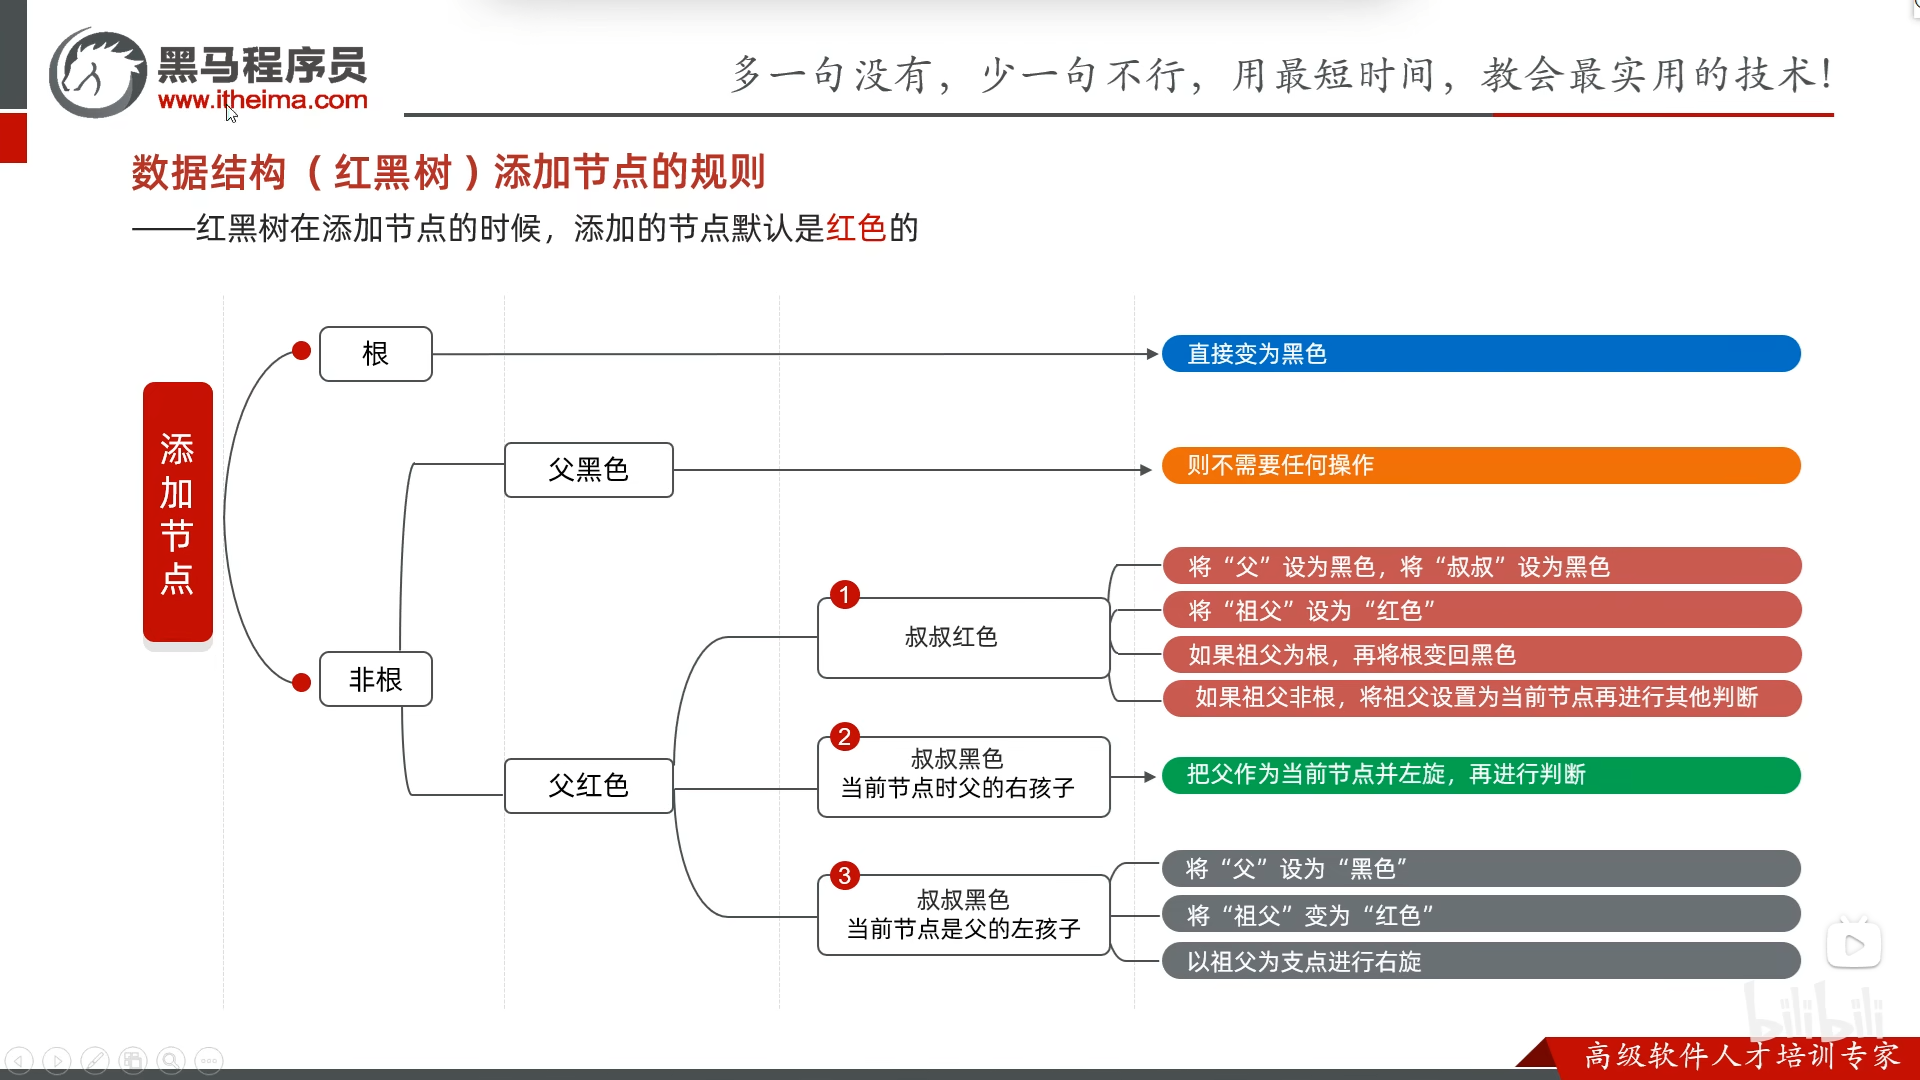 黑马程序员
www.itheima.com
多一句没有，少一句不行，用最短时间，教会最实用的技术！
数据结构（红黑树）添加节点的规则
——红黑树在添加节点的时候，添加的节点默认是红色的
添加节点
根
直接变为黑色
非根
父黑色
则不需要任何操作
父红色
1
叔叔红色
将“父”设为黑色，将“叔叔”设为黑色
将“祖父”设为“红色”
如果祖父为根，再将根变回黑色
如果祖父非根，将祖父设置为当前节点再进行其他判断
2
叔叔黑色
当前节点时父的右孩子
把父作为当前节点并左旋，再进行判断
3
叔叔黑色
当前节点是父的左孩子
将“父”设为“黑色”
将“祖父”变为“红色”
以祖父为支点进行右旋
bilibili
高级软件人才培训专家